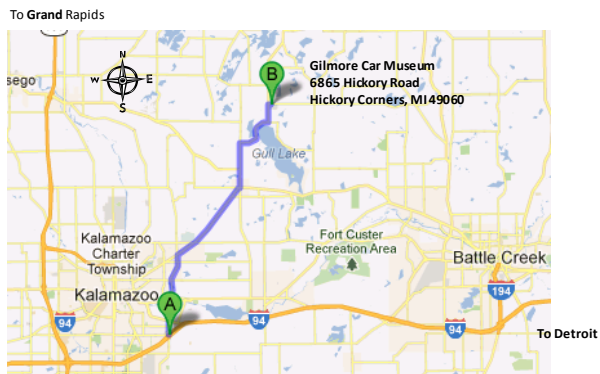 To Grand Rapids
N
W E
S
sego
B
Gilmore Car Museum
6865 Hickory Road
Hickory Corners, MI 49060
Gull Lake
Kalamazoo
Charter
Township
Fort Custer
Recreation Area
Battle Creek
Kalamazoo
A
194
94
94
94
To Detroit